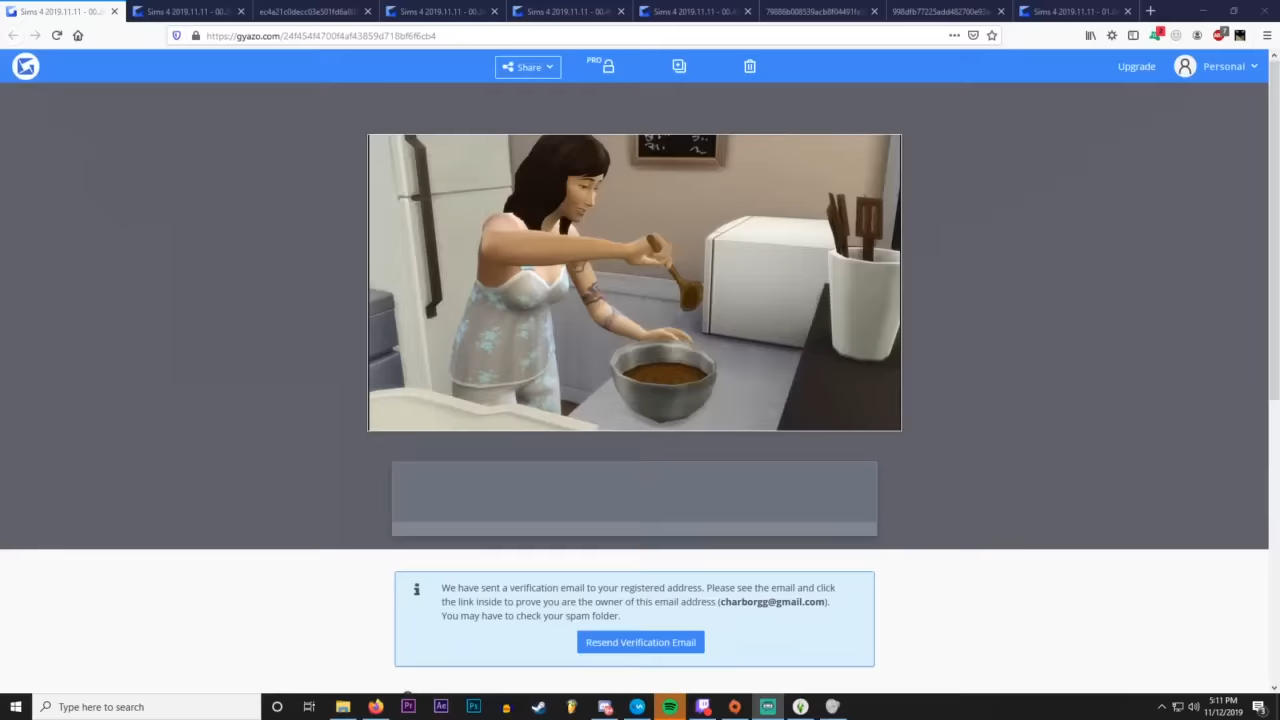 Sims 4 2019.11.11 - 00.
Sims 4 2019.11.11 - 00.
Sims 4 2019.11.11 - 00.
Sims 4 2019.11.11 - 00.
Sims 4 2019.11.11 - 00.
Sims 4 2019.11.11 - 01.
https://gyazo.com/24f454f4700f4af43859d718bf6f6cb4
Share
PRO
Upgrade
Personal
We have sent a verification email to your registered address. Please see the email and click
the link inside to prove you are the owner of this email address (charborgg@gmail.com).
You may have to check your spam folder.
Resend Verification Email
Type here to search
5:11 PM
11/12/2019